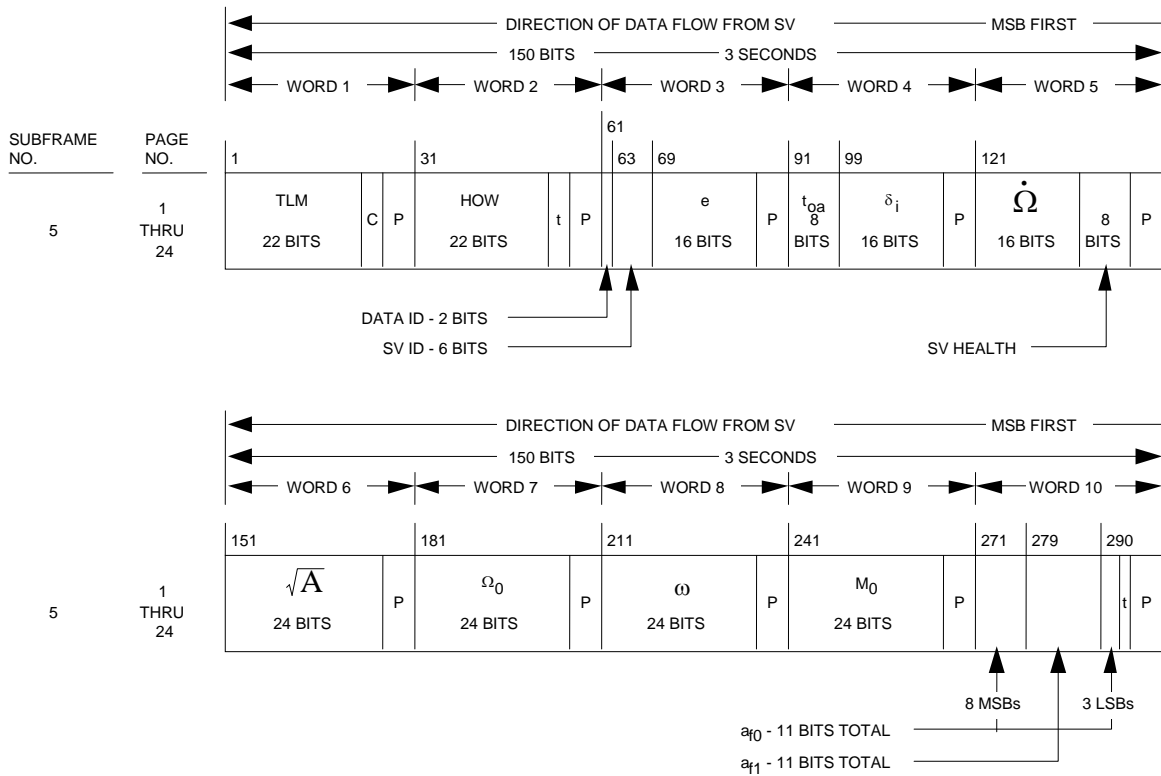 DIRECTION OF DATA FLOW FROM SV MSB FIRST
150 BITS 3 SECONDS
WORD 1 WORD 2 WORD 3 WORD 4 WORD 5
SUBFRAME NO. PAGE NO.
1 31 61 63 69 91 99 121
5 1 THRU 24
TLM 22 BITS C P HOW 22 BITS t P e 16 BITS P t_oa 8 BITS δ_i 16 BITS P Ω̇ 16 BITS 8 BITS P
DATA ID - 2 BITS
SV ID - 6 BITS SV HEALTH
DIRECTION OF DATA FLOW FROM SV MSB FIRST
150 BITS 3 SECONDS
WORD 6 WORD 7 WORD 8 WORD 9 WORD 10
151 181 211 241 271 279 290
5 1 THRU 24
√A 24 BITS P Ω₀ 24 BITS P ω 24 BITS P M₀ 24 BITS P t P
8 MSBs 3 LSBs
a_f0 - 11 BITS TOTAL
a_f1 - 11 BITS TOTAL